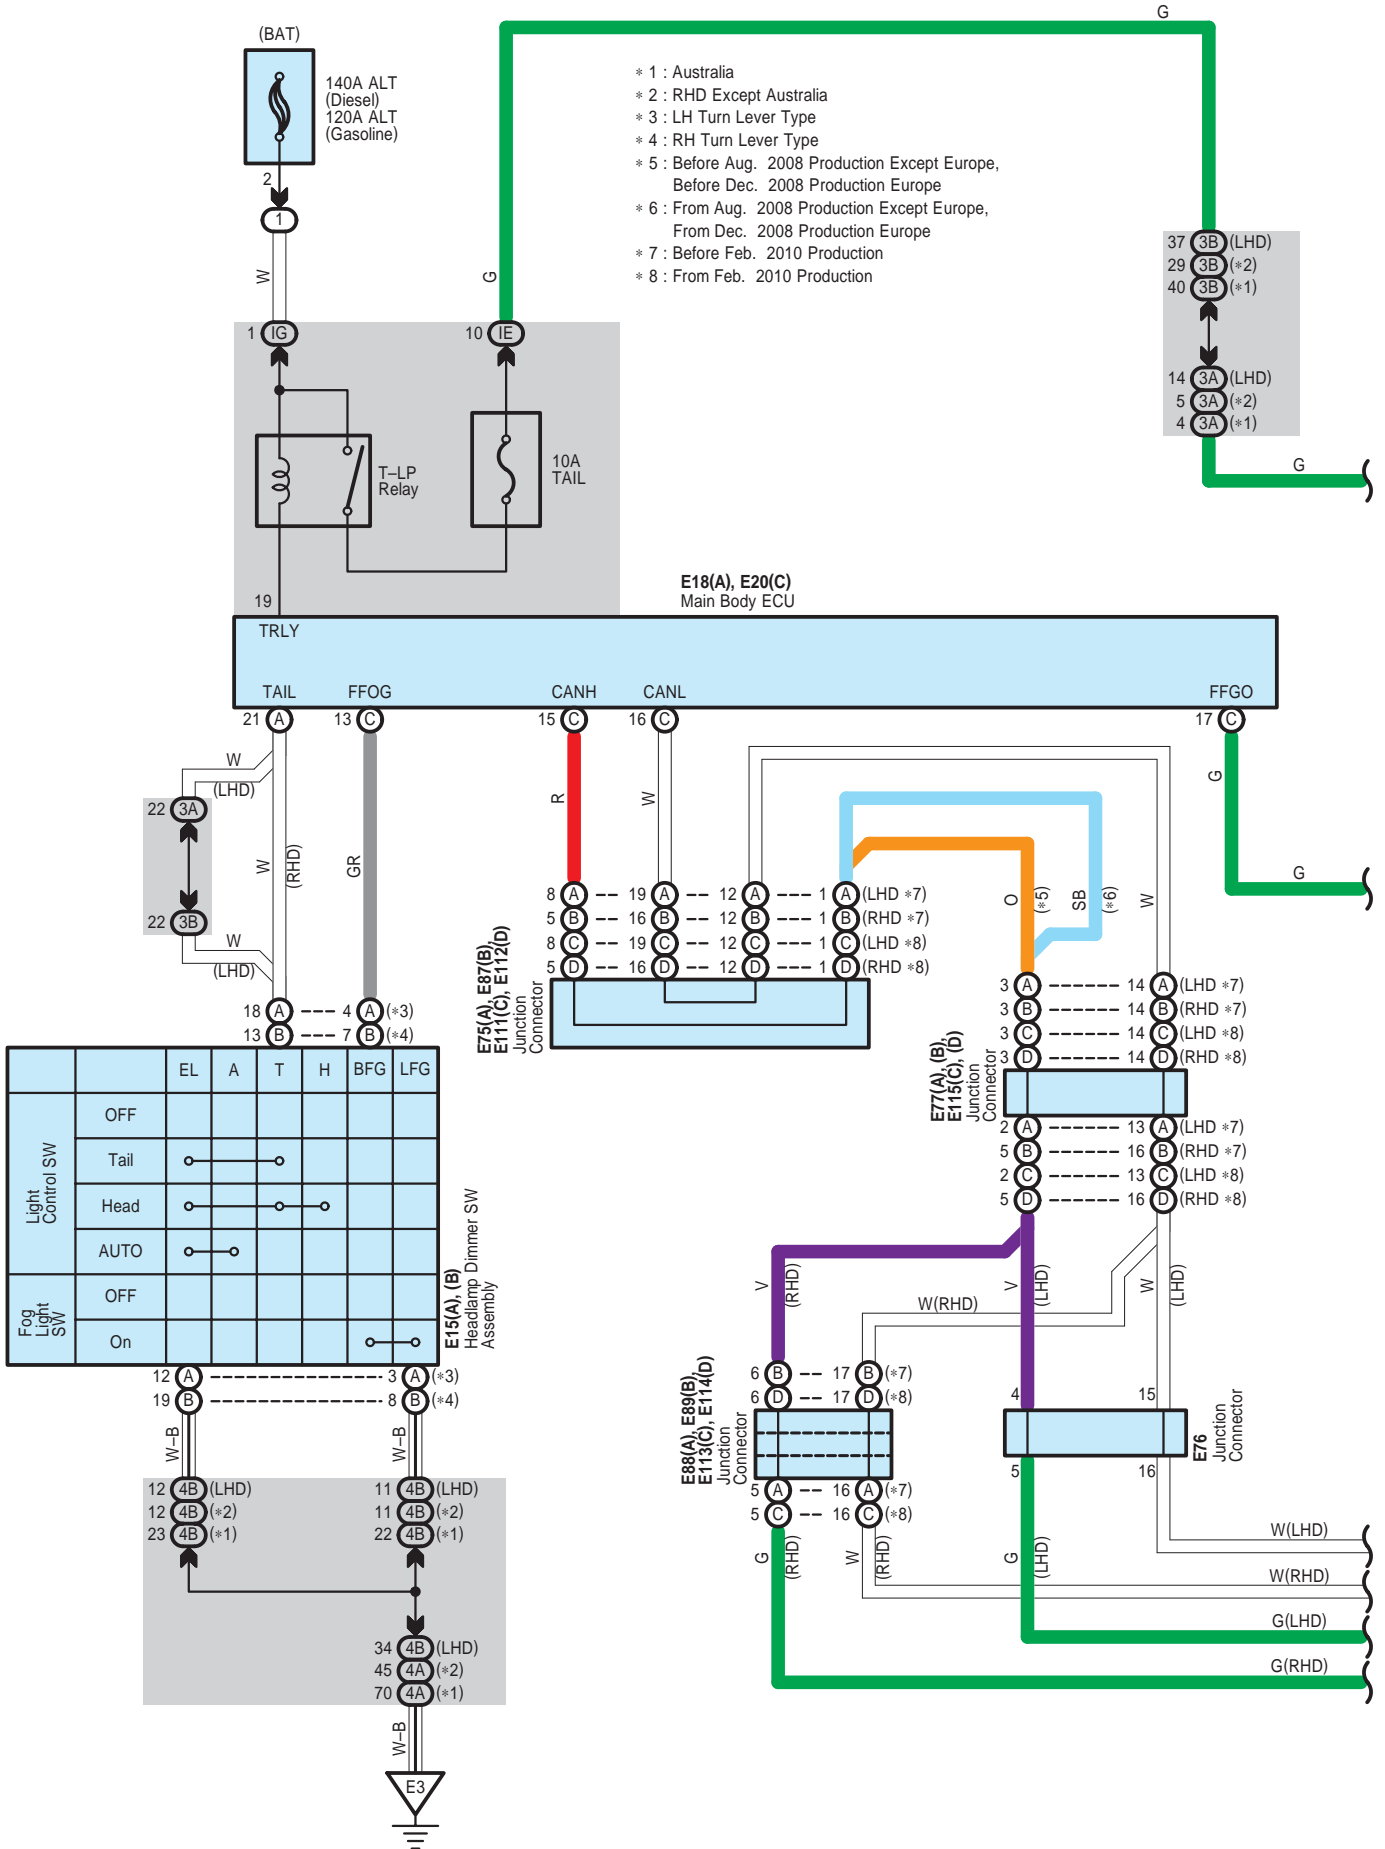 G
(BAT)
140A ALT
(Diesel)
120A ALT
(Gasoline)
2
1
W
G
∗ 1 : Australia
∗ 2 : RHD Except Australia
∗ 3 : LH Turn Lever Type
∗ 4 : RH Turn Lever Type
∗ 5 : Before Aug. 2008 Production Except Europe,
Before Dec. 2008 Production Europe
∗ 6 : From Aug. 2008 Production Except Europe,
From Dec. 2008 Production Europe
∗ 7 : Before Feb. 2010 Production
∗ 8 : From Feb. 2010 Production
37 3B (LHD)
29 3B (∗2)
40 3B (∗1)
14 3A (LHD)
5 3A (∗2)
4 3A (∗1)
G
1 IG
10 IE
T–LP
Relay
10A
TAIL
19
E18(A), E20(C)
Main Body ECU
TRLY
TAIL FFOG CANH CANL FFGO
21 A 13 C 15 C 16 C 17 C
W
(LHD)
22 3A
22 3B
W
(LHD)
W
(RHD)
GR
R
W
O
(∗5)
SB
(∗6)
W
G
G
8 A 19 A 12 A 1 A (LHD ∗7)
5 B 16 B 12 B 1 B (RHD ∗7)
8 C 19 C 12 C 1 C (LHD ∗8)
5 D 16 D 12 D 1 D (RHD ∗8)
E75(A), E87(B),
E111(C), E112(D)
Junction
Connector
18 A 4 A (∗3)
13 B 7 B (∗4)
3 A 14 A (LHD ∗7)
3 B 14 B (RHD ∗7)
3 C 14 C (LHD ∗8)
3 D 14 D (RHD ∗8)
E77(A), (B),
E115(C), (D)
Junction
Connector
2 A 13 A (LHD ∗7)
5 B 16 B (RHD ∗7)
2 C 13 C (LHD ∗8)
5 D 16 D (RHD ∗8)
EL A T H BFG LFG
Light
Control SW
OFF
Tail
Head
AUTO
Fog
Light
SW
OFF
On
E15(A), (B)
Headlamp Dimmer SW
Assembly
12 A 3 A (∗3)
19 B 8 B (∗4)
W–B
W–B
V
(RHD)
W(RHD)
V
(LHD)
W
(LHD)
6 B 17 B (∗7)
6 D 17 D (∗8)
E88(A), E89(B),
E113(C), E114(D)
Junction
Connector
5 A 16 A (∗7)
5 C 16 C (∗8)
4 15
E76
Junction
Connector
5 16
12 4B (LHD) 11 4B (LHD)
12 4B (∗2) 11 4B (∗2)
23 4B (∗1) 22 4B (∗1)
G
(RHD)
W
(RHD)
G
(LHD)
W(LHD)
W(RHD)
G(LHD)
G(RHD)
34 4B (LHD)
45 4A (∗2)
70 4A (∗1)
W–B
E3